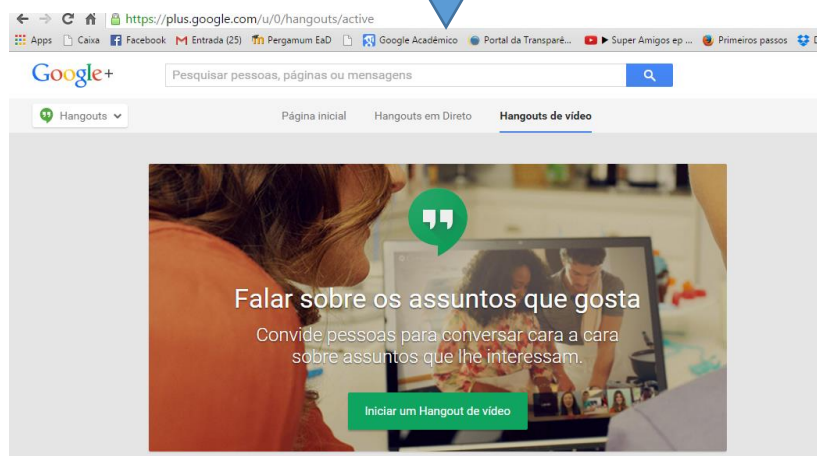 https://plus.google.com/u/0/hangouts/active
Apps Caixa Facebook Entrada (25) Pergamum EaD Google Acadêmico Portal da Transparê... ▶ Super Amigos ep ... Primeiros passos
Google+ Pesquisar pessoas, páginas ou mensagens
Hangouts Página inicial Hangouts em Direto Hangouts de vídeo
Falar sobre os assuntos que gosta
Convide pessoas para conversar cara a cara
sobre assuntos que lhe interessam.
Iniciar um Hangout de vídeo